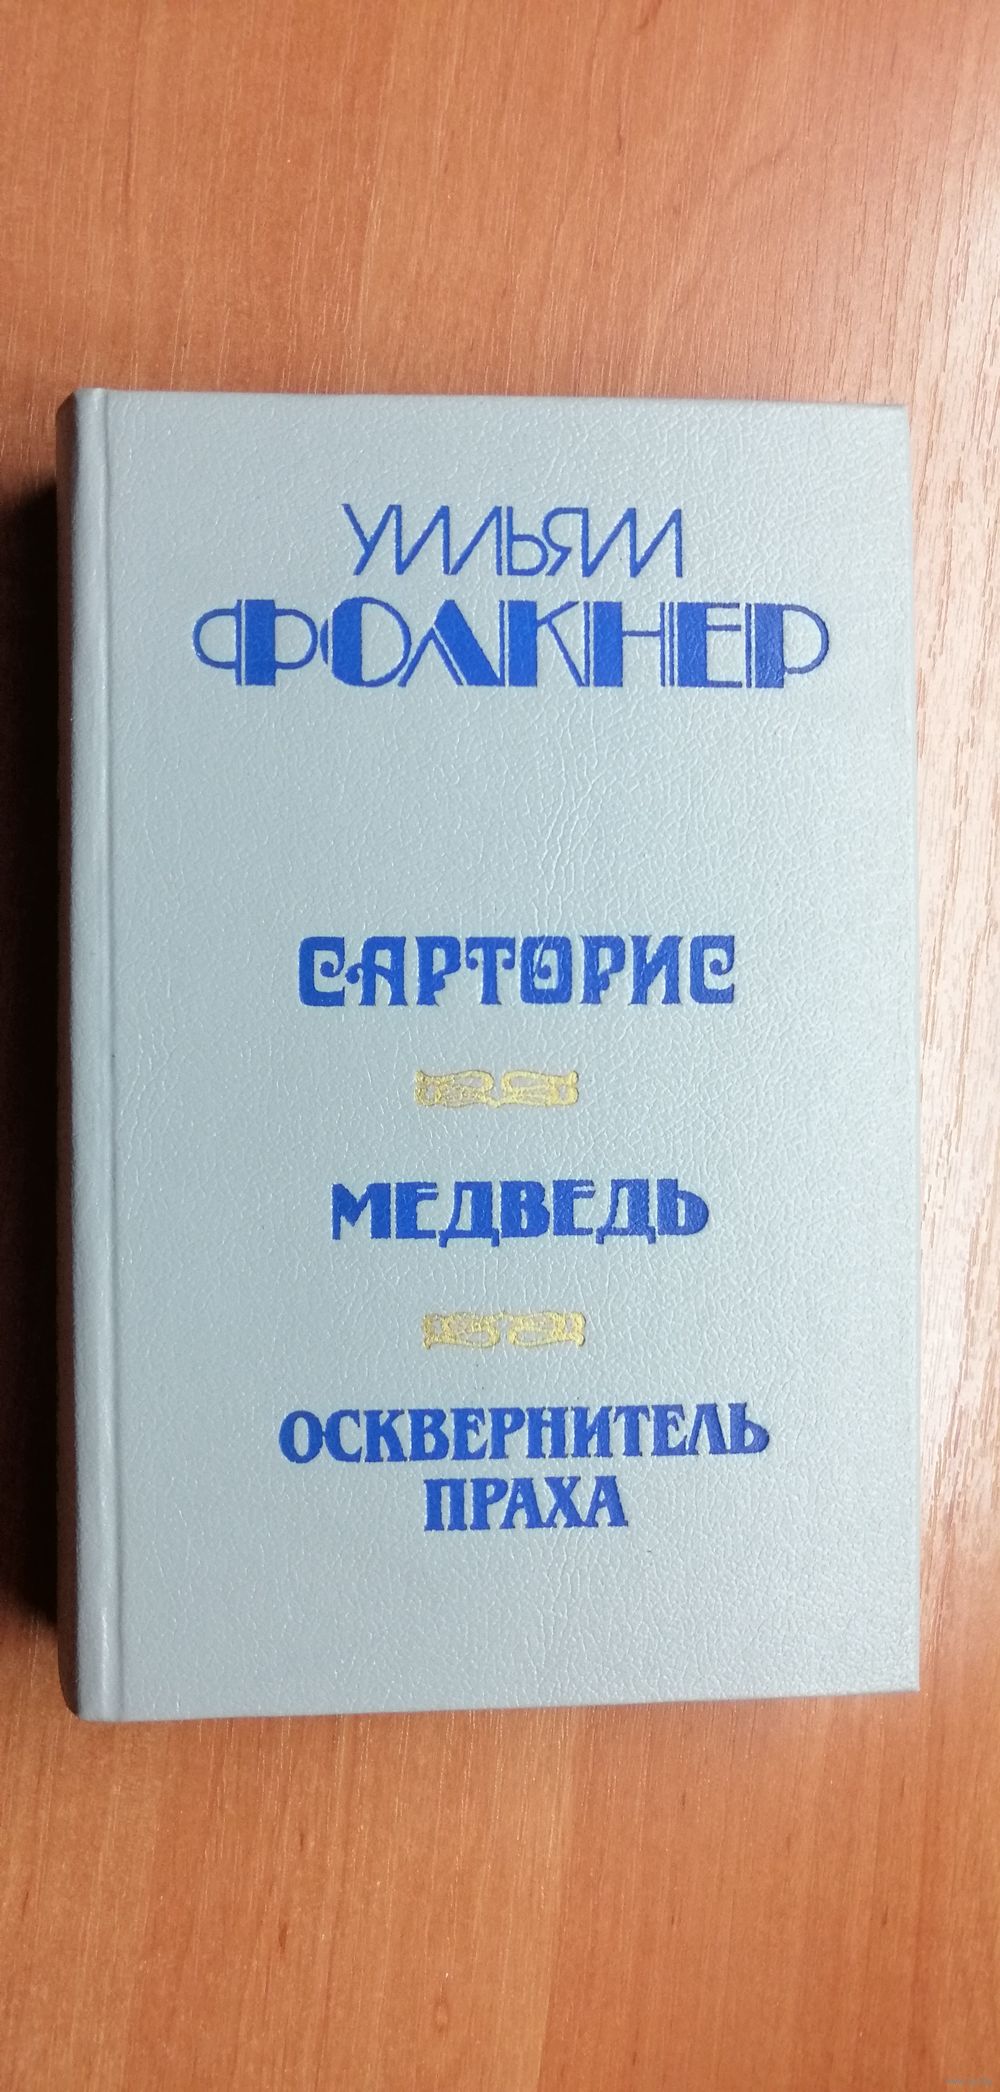 УИЛЬЯМ
ФОЛКНЕР
САРТОРИС
МЕДВЕДЬ
ОСКВЕРНИТЕЛЬ
ПРАХА